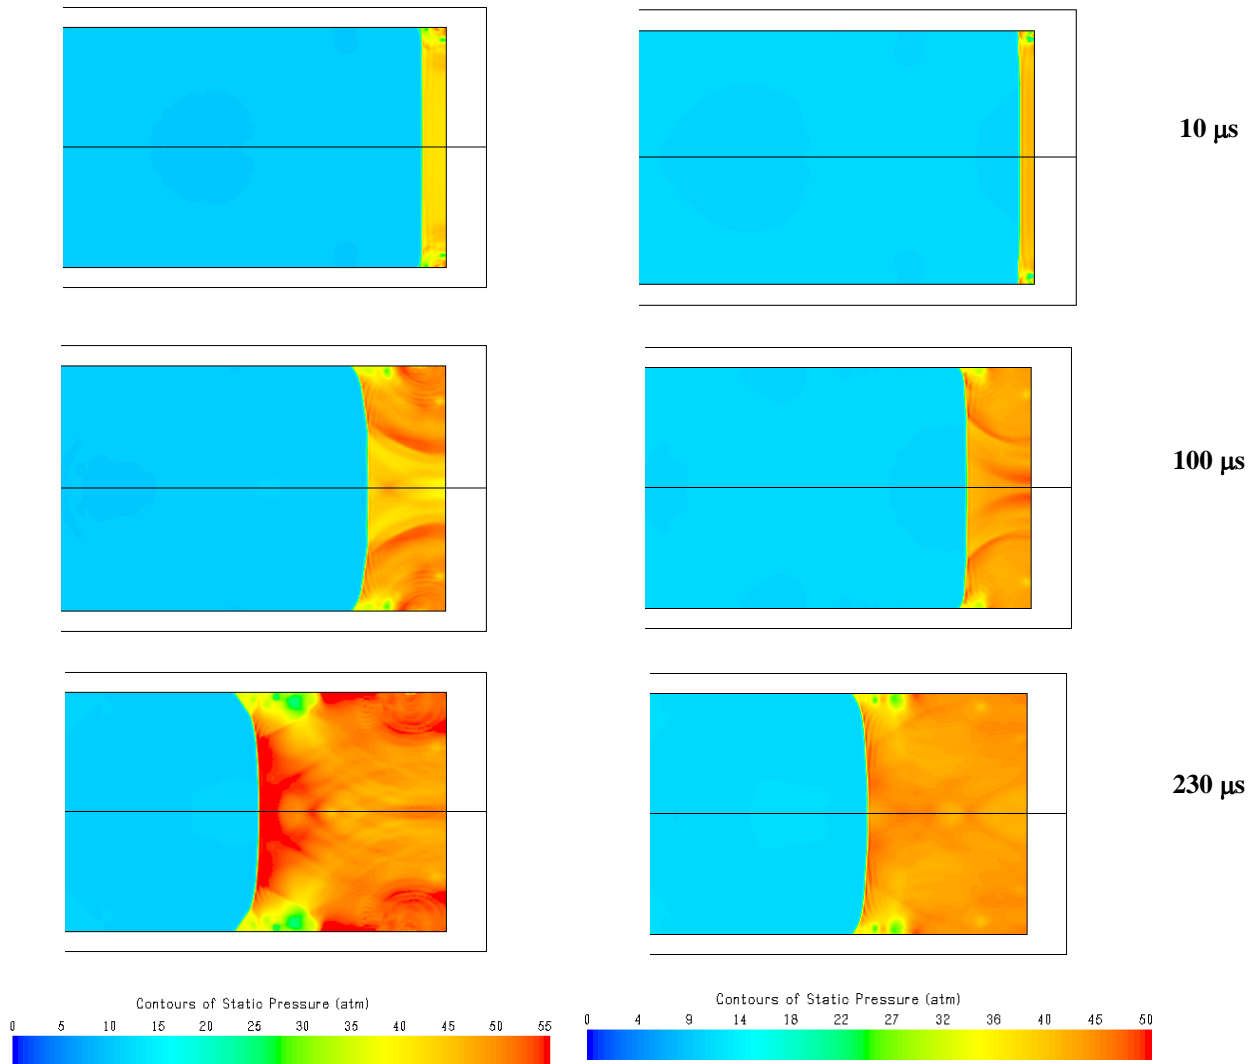 10 μs
100 μs
230 μs
Contours of Static Pressure (atm)
0 5 10 15 20 25 35 40 45 55
Contours of Static Pressure (atm)
0 4 9 14 18 22 27 32 36 40 45 50